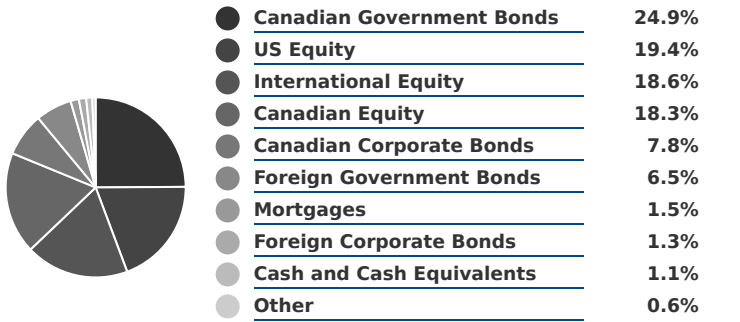 Canadian Government Bonds 24.9%
US Equity 19.4%
International Equity 18.6%
Canadian Equity 18.3%
Canadian Corporate Bonds 7.8%
Foreign Government Bonds 6.5%
Mortgages 1.5%
Foreign Corporate Bonds 1.3%
Cash and Cash Equivalents 1.1%
Other 0.6%